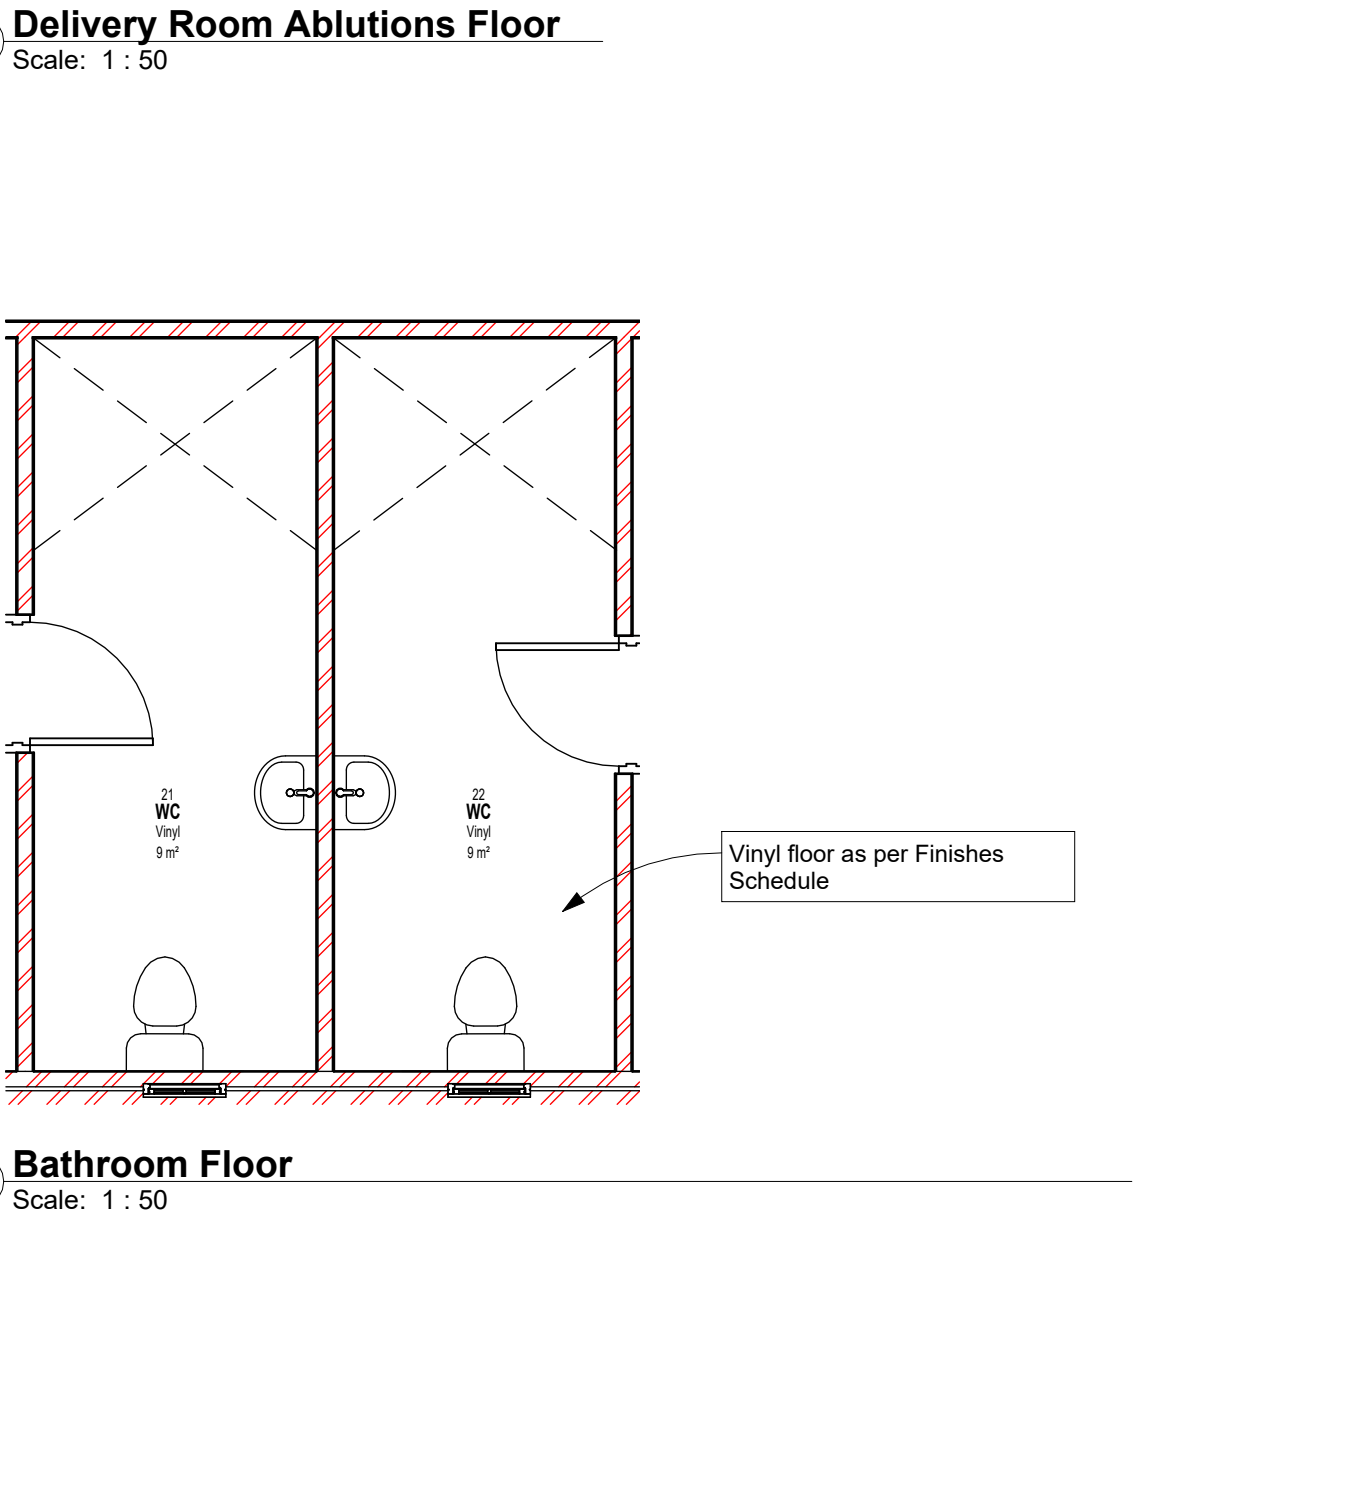 Delivery Room Ablutions Floor
Scale: 1 : 50
21
WC
Vinyl
9 m²
22
WC
Vinyl
9 m²
Vinyl floor as per Finishes
Schedule
Bathroom Floor
Scale: 1 : 50